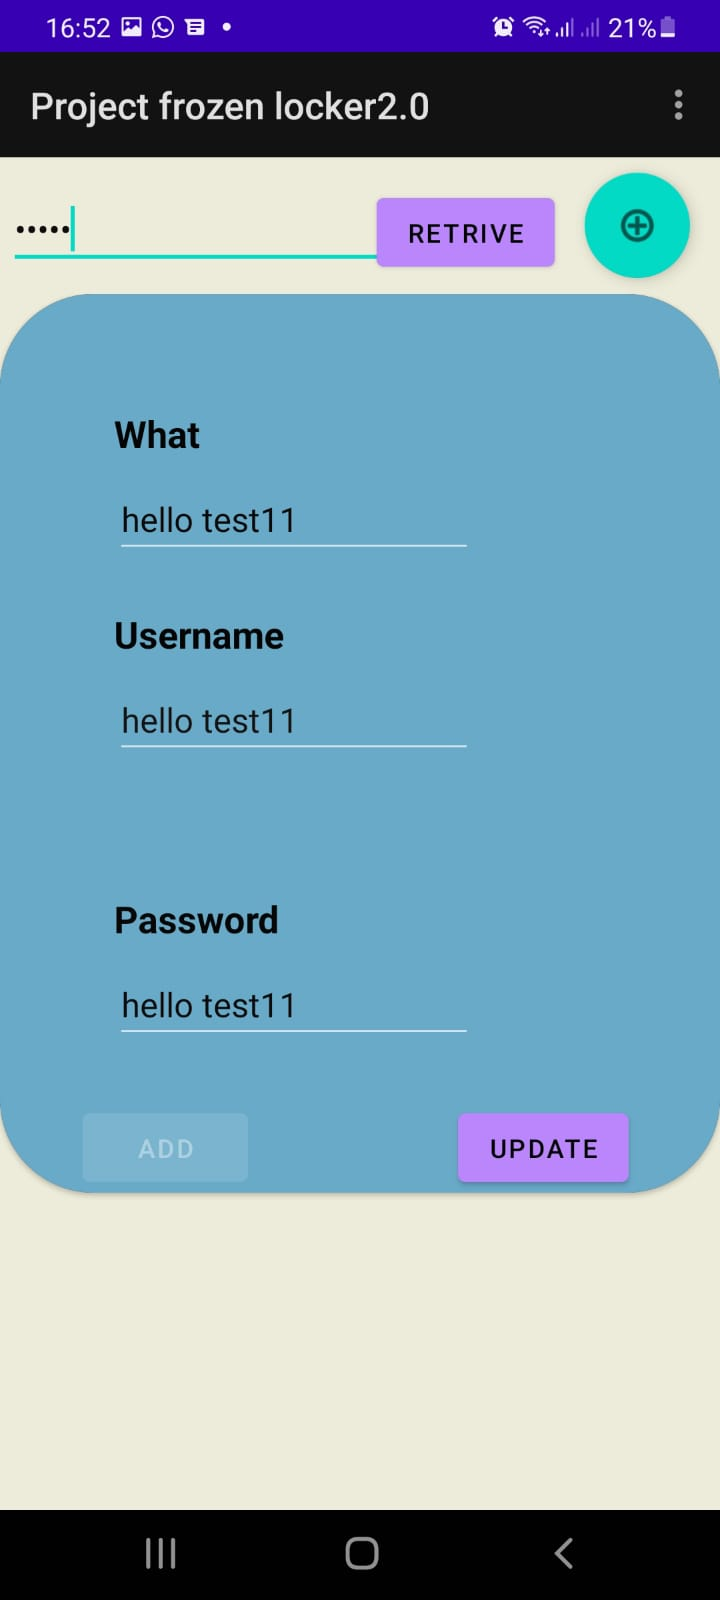 16:52 21%
Project frozen locker2.0
••••• RETRIVE
What
hello test11
Username
hello test11
Password
hello test11
ADD UPDATE